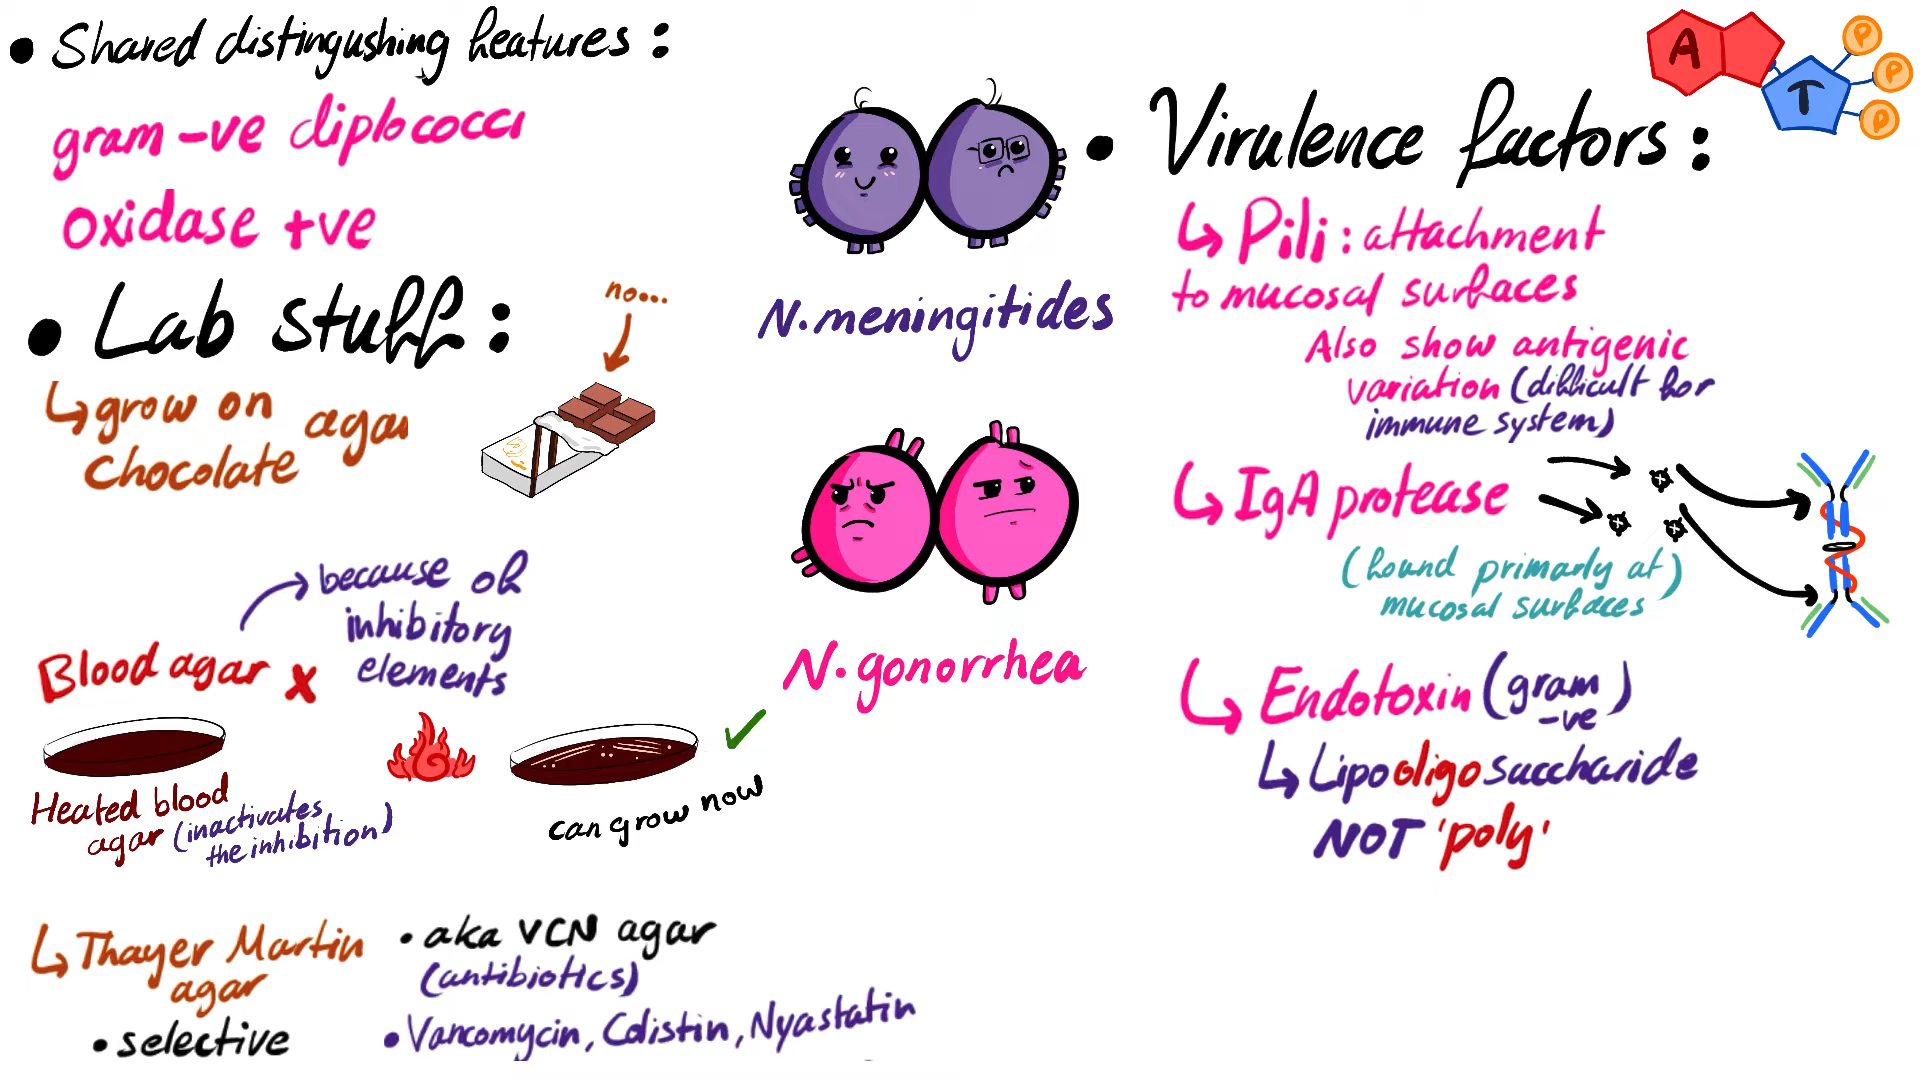 • Shared distingushing features :
gram -ve diplococci
oxidase +ve
• Lab stuff :
↳ grow on chocolate agar
no...
Blood agar x
→ because of
inhibitory
elements
Heated blood
agar (inactivates
the inhibition)
✓
can grow now
↳ Thayer Martin
agar
• selective
• aka VCN agar
(antibiotics)
• Vancomycin, Colistin, Nyastatin
N. meningitides
N. gonorrhea
• Virulence factors :
↳ Pili : attachment
to mucosal surfaces
Also show antigenic
variation (difficult for
immune system)
↳ IgA protease
(found primarly at)
mucosal surfaces
↳ Endotoxin (gram
-ve)
↳ Lipooligosaccharide
NOT 'poly'
A T P P P